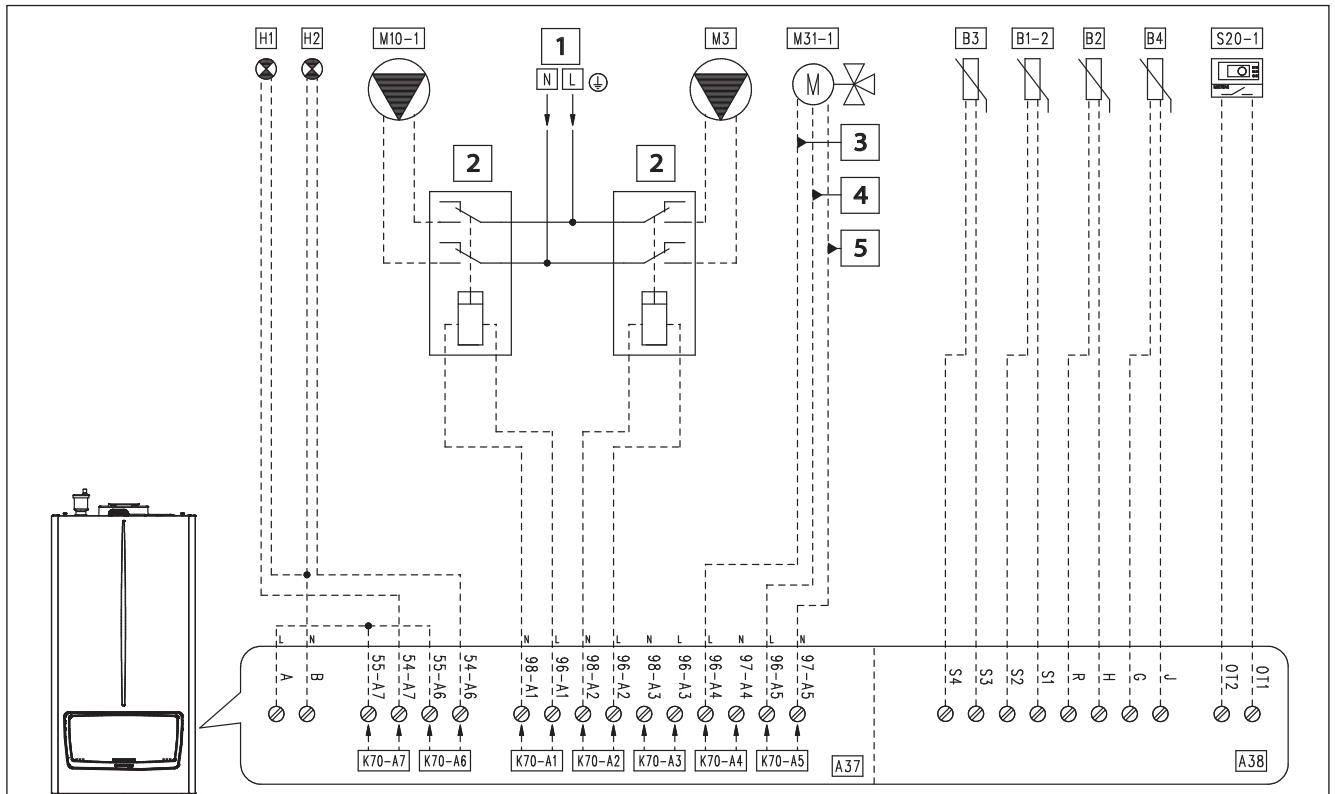 H1 H2 M10-1 1 M3 M31-1 B3 B1-2 B2 B4 S20-1
N L
M
2 2 3
4
5
L N N L N L N L L N L N
A B 55-A7 54-A7 55-A6 54-A6 98-A1 96-A1 98-A2 96-A2 98-A3 96-A3 96-A4 97-A4 96-A5 97-A5 S4 S3 S2 S1 R H G J OT2 OT1
K70-A7 K70-A6 K70-A1 K70-A2 K70-A3 K70-A4 K70-A5 A37 A38